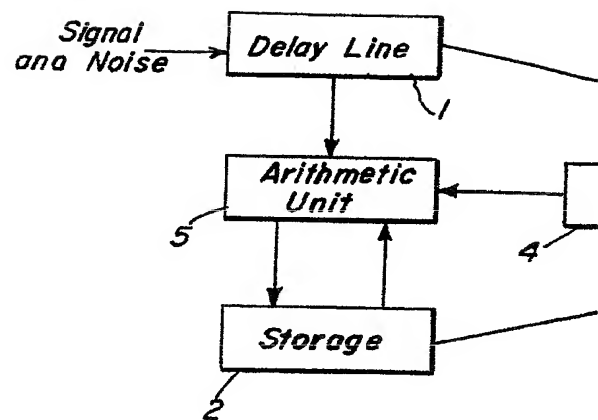 Signal
ana Noise
Delay Line
1
Arithmetic
Unit
5
4
Storage
2